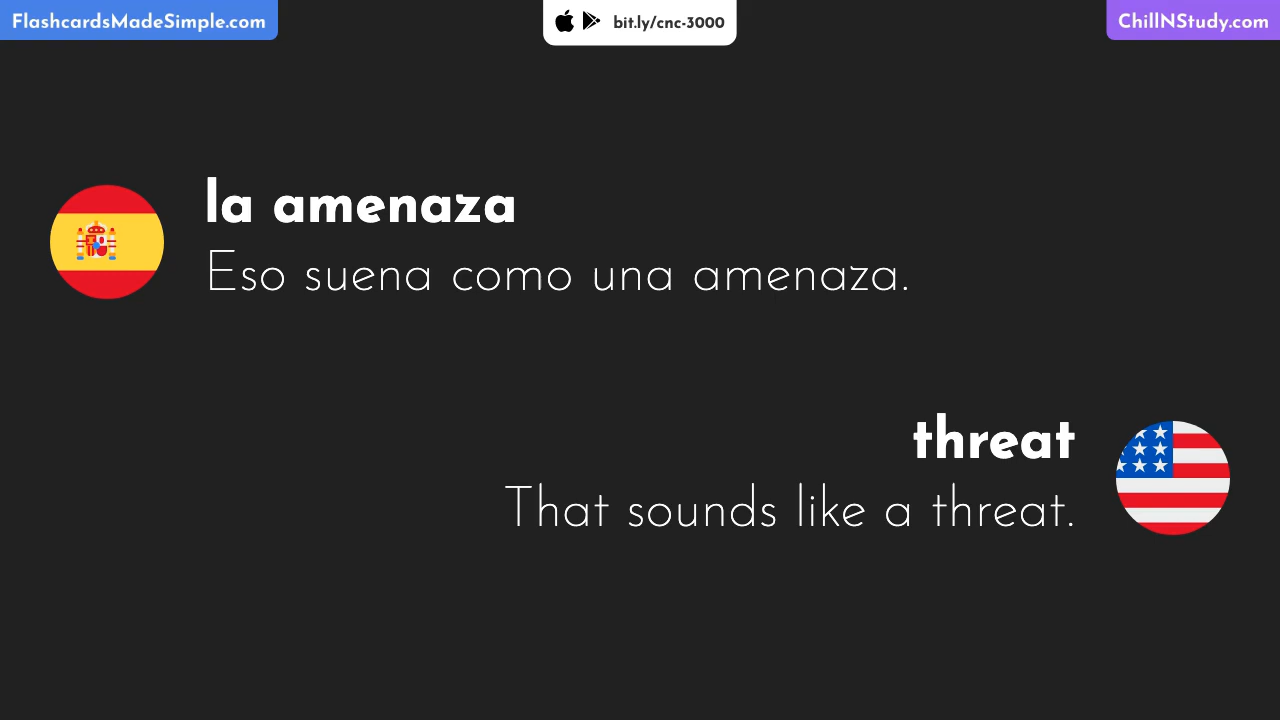 FlashcardsMadeSimple.com
bit.ly/cnc-3000
ChillNStudy.com
la amenaza
Eso suena como una amenaza.
threat
That sounds like a threat.